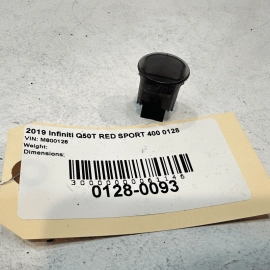 2019 Infiniti Q50T RED SPORT 400 0128
VIN: M800126
Weight:
Dimensions:
0128-0093